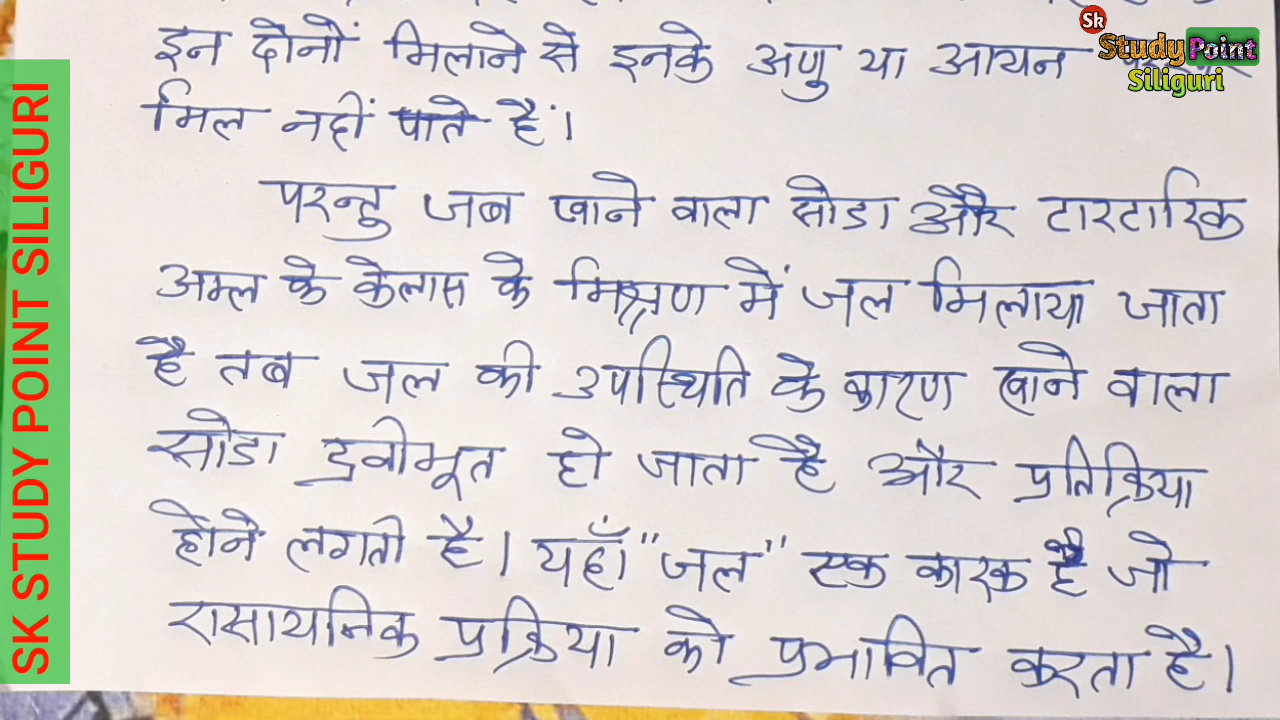 इन दोनों मिलाने से इनके अणु या आयन
मिल नहीं पाते हैं।
परन्तु जब खाने वाला सोडा और टारटारिक
अम्ल के केलास के मिश्रण में जल मिलाया जाता
है तब जल की उपस्थिति के कारण खाने वाला
सोडा द्रवीभूत हो जाता है और प्रतिक्रिया
होने लगती है। यहाँ "जल" एक कारक है जो
रासायनिक प्रक्रिया को प्रभावित करता है।
Sk
Study Point
Siliguri
SK STUDY POINT SILIGURI